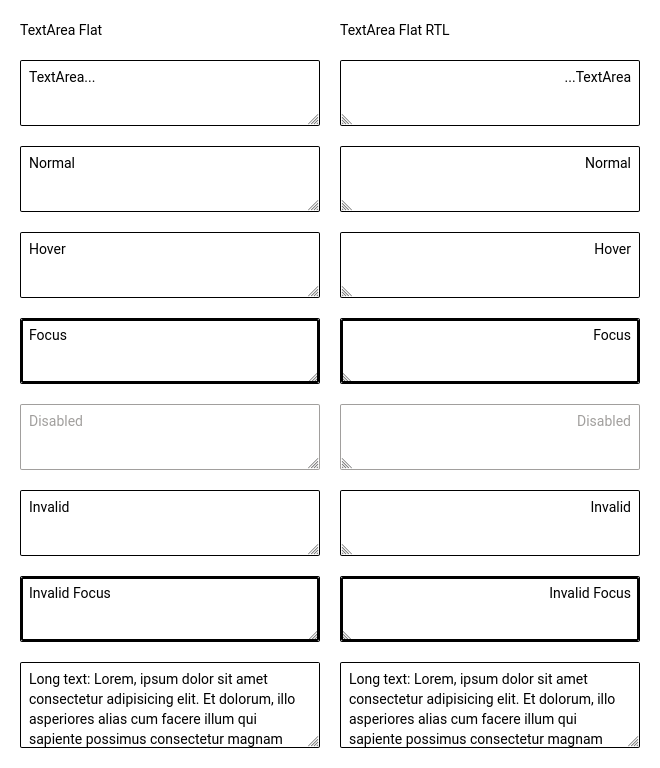 TextArea Flat
TextArea Flat RTL
TextArea...
...TextArea
Normal
Normal
Hover
Hover
Focus
Focus
Disabled
Disabled
Invalid
Invalid
Invalid Focus
Invalid Focus
Long text: Lorem, ipsum dolor sit amet
consectetur adipisicing elit. Et dolorum, illo
asperiores alias cum facere illum qui
sapiente possimus consectetur magnam
Long text: Lorem, ipsum dolor sit amet
consectetur adipisicing elit. Et dolorum, illo
asperiores alias cum facere illum qui
sapiente possimus consectetur magnam